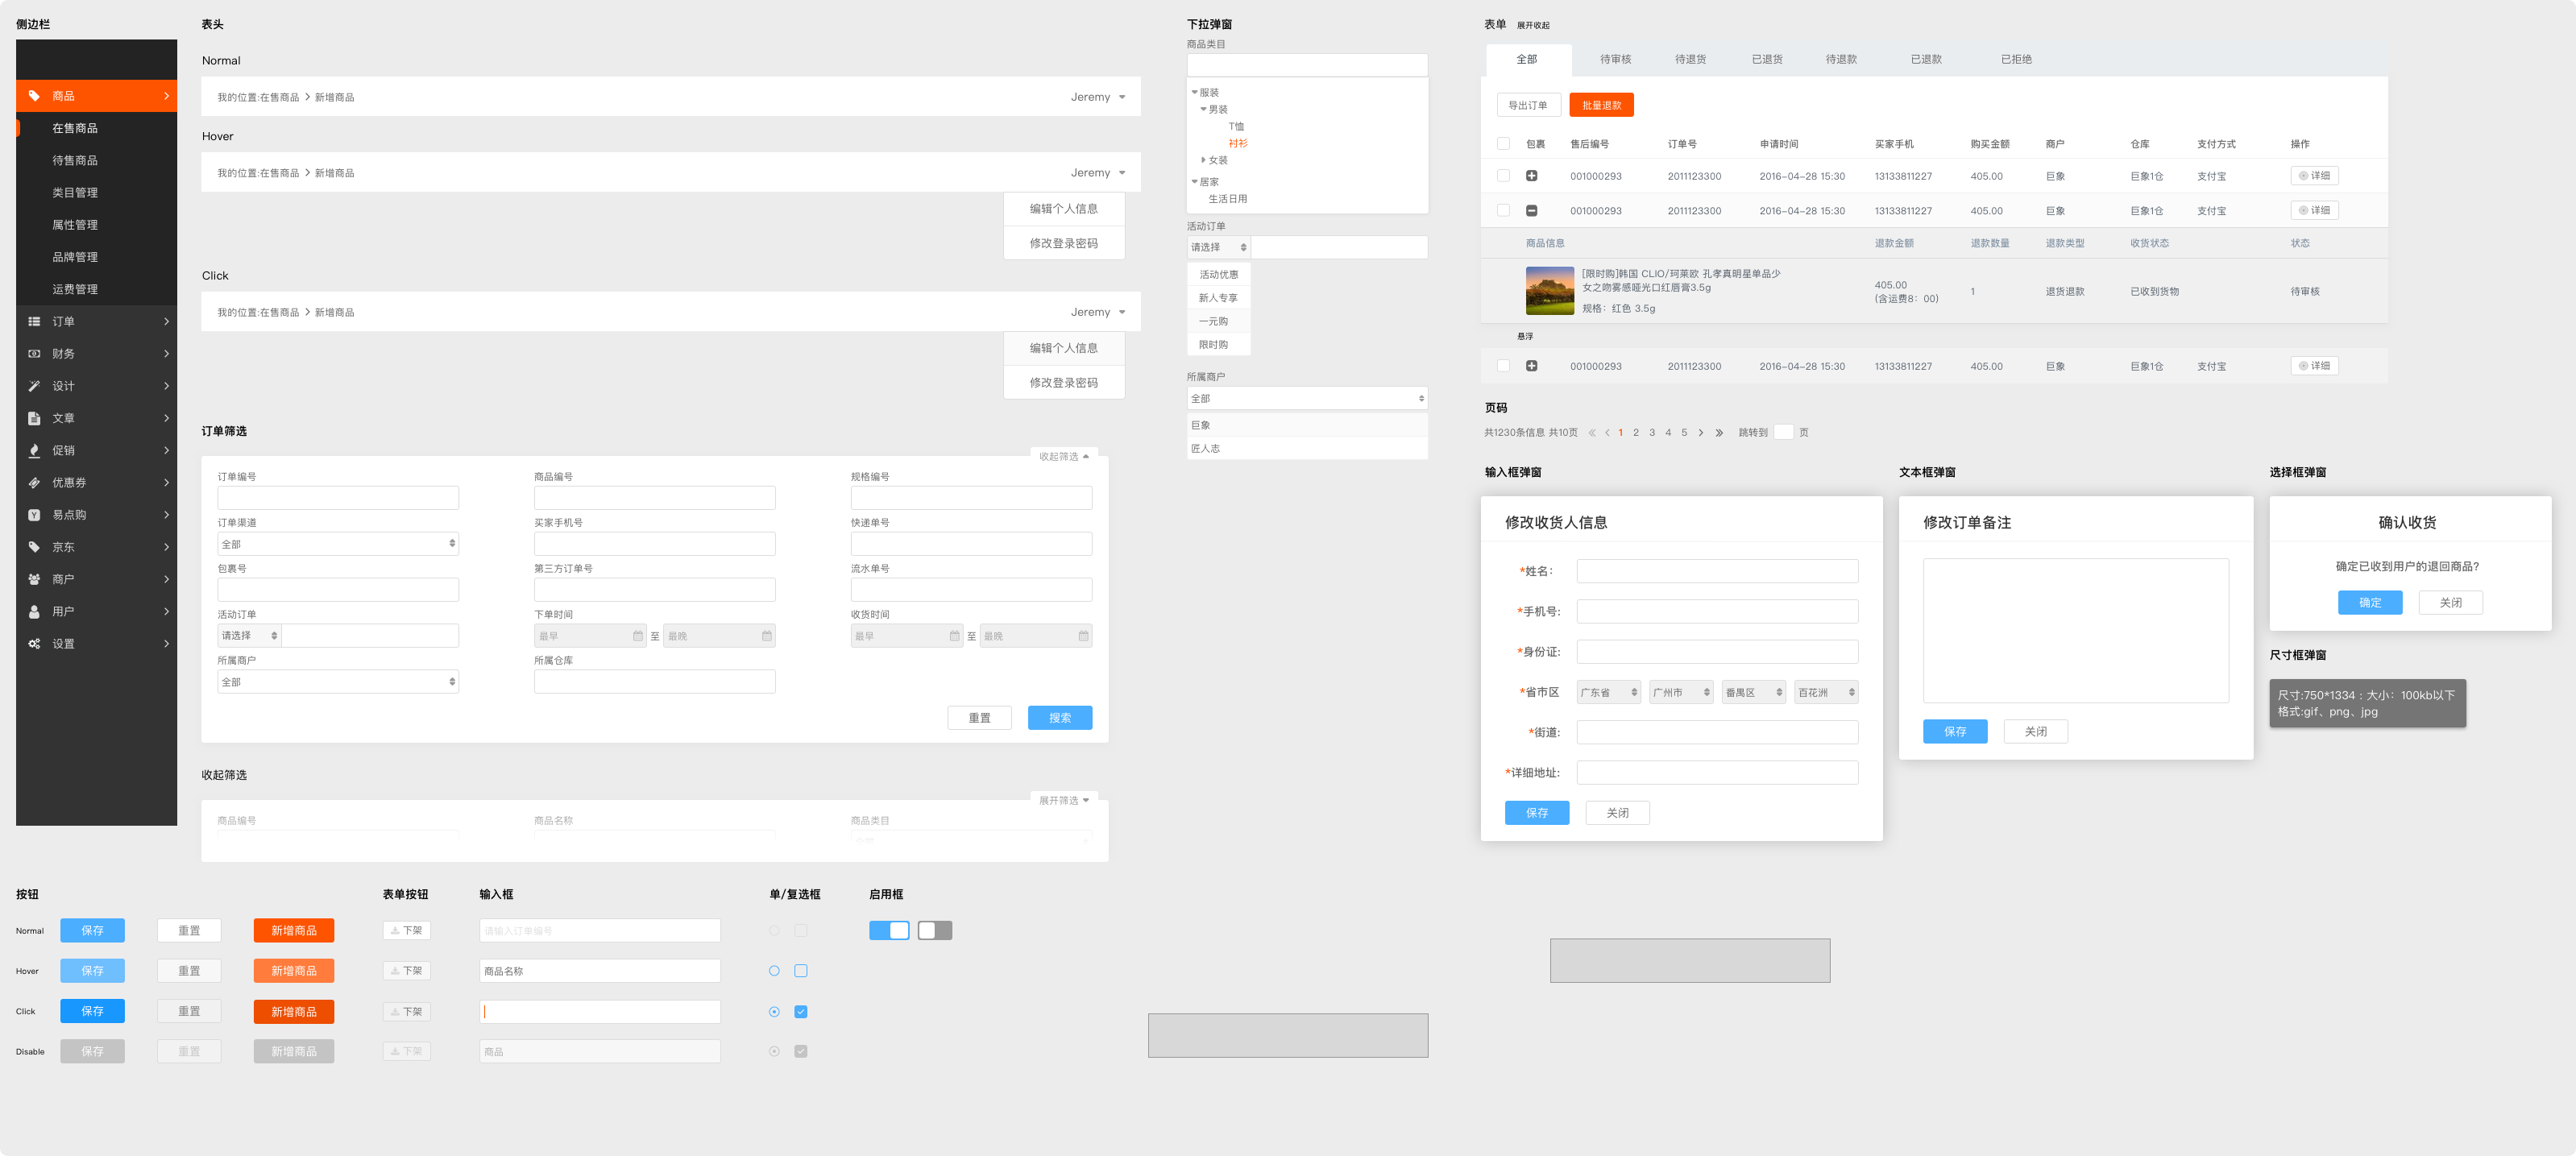 侧边栏
商品
在售商品
待售商品
类目管理
属性管理
品牌管理
运费管理
订单
财务
设计
文章
促销
优惠券
易点购
京东
商户
用户
设置
表头
Normal
我的位置:在售商品 > 新增商品 Jeremy
Hover
我的位置:在售商品 > 新增商品 Jeremy
编辑个人信息
修改登录密码
Click
我的位置:在售商品 > 新增商品 Jeremy
编辑个人信息
修改登录密码
订单筛选
收起筛选
订单编号 商品编号 规格编号
订单渠道 买家手机号 快递单号
全部
包裹号 第三方订单号 流水单号
活动订单 下单时间 收货时间
请选择 最早 至 最晚 最早 至 最晚
所属商户 所属仓库
全部
重置 搜索
收起筛选
展开筛选
商品编号 商品名称 商品类目
全部
下拉弹窗
商品类目
服装
男装
T恤
衬衫
女装
居家
生活日用
活动订单
请选择
活动优惠
新人专享
一元购
限时购
所属商户
全部
巨象
匠人志
表单 展开收起
全部 待审核 待退货 已退货 待退款 已退款 已拒绝
导出订单 批量退款
包裹 售后编号 订单号 申请时间 买家手机 购买金额 商户 仓库 支付方式 操作
001000293 2011123300 2016-04-28 15:30 13133811227 405.00 巨象 巨象1仓 支付宝 详细
001000293 2011123300 2016-04-28 15:30 13133811227 405.00 巨象 巨象1仓 支付宝 详细
商品信息 退款金额 退款数量 退款类型 收货状态 状态
[限时购]韩国 CLIO/珂莱欧 孔孝真明星单品少
女之吻雾感哑光口红唇膏3.5g
规格：红色 3.5g
405.00
(含运费8：00)
1 退货退款 已收到货物 待审核
悬浮
001000293 2011123300 2016-04-28 15:30 13133811227 405.00 巨象 巨象1仓 支付宝 详细
页码
共1230条信息 共10页 « < 1 2 3 4 5 > » 跳转到 页
输入框弹窗
修改收货人信息
*姓名：
*手机号:
*身份证:
*省市区 广东省 广州市 番禺区 百花洲
*街道:
*详细地址:
保存 关闭
文本框弹窗
修改订单备注
保存 关闭
选择框弹窗
确认收货
确定已收到用户的退回商品?
确定 关闭
尺寸框弹窗
尺寸:750*1334；大小：100kb以下
格式:gif、png、jpg
按钮 表单按钮 输入框 单/复选框 启用框
Normal 保存 重置 新增商品 下架 请输入订单编号
Hover 保存 重置 新增商品 下架 商品名称
Click 保存 重置 新增商品 下架
Disable 保存 重置 新增商品 下架 商品